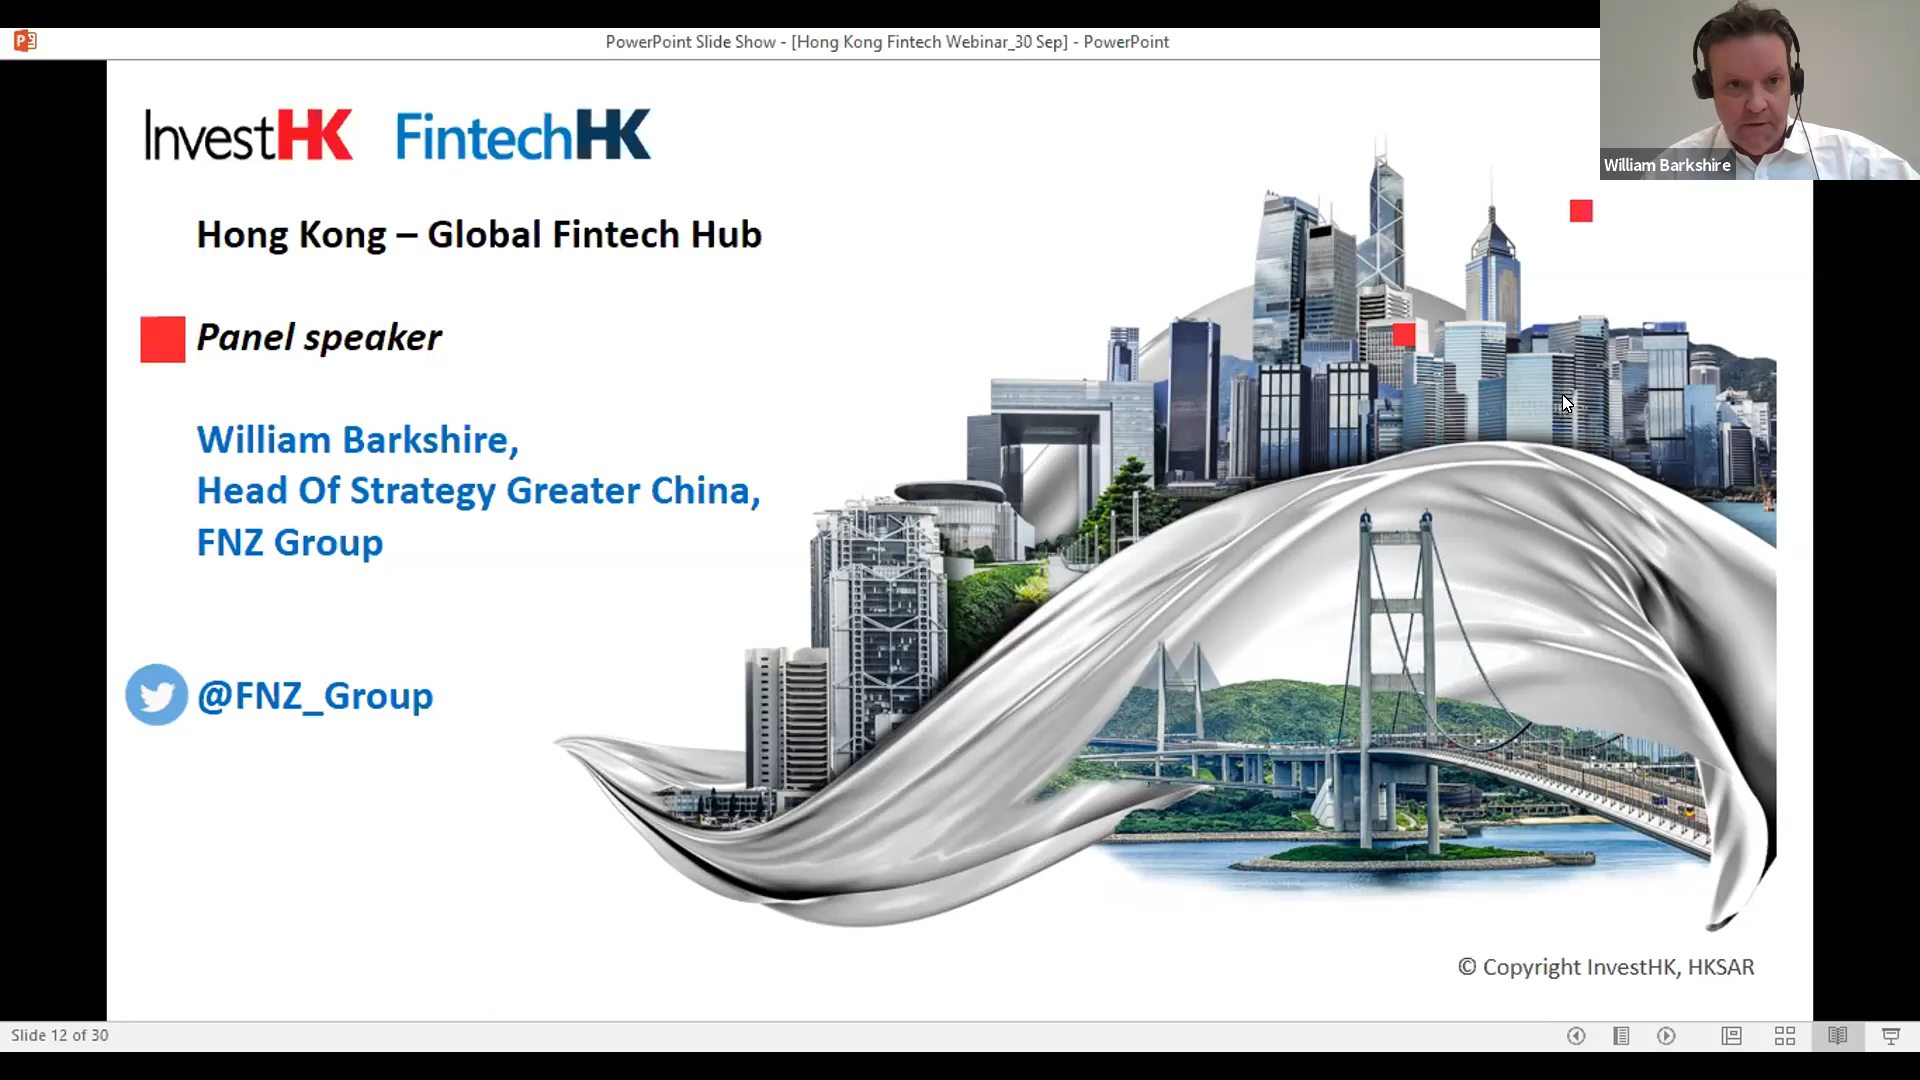 PowerPoint Slide Show - [Hong Kong Fintech Webinar_30 Sep] - PowerPoint
InvestHK FintechHK
William Barkshire
Hong Kong – Global Fintech Hub
Panel speaker
William Barkshire,
Head Of Strategy Greater China,
FNZ Group
@FNZ_Group
© Copyright InvestHK, HKSAR
Slide 12 of 30